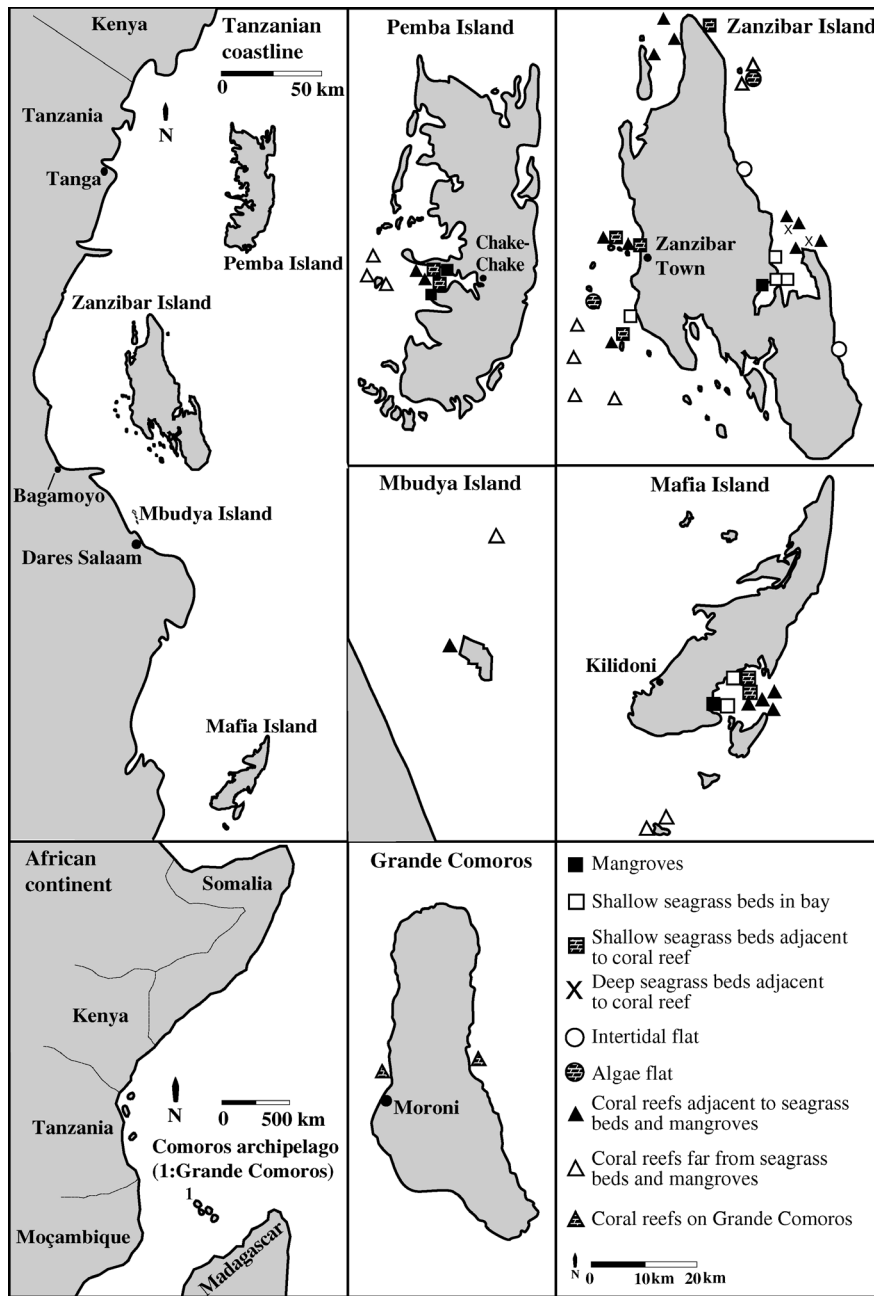 Kenya
Tanzanian
coastline
50 km
0
Tanzania
N
Tanga
Pemba Island
Zanzibar Island
Bagamoyo
Mbudya Island
Dares Salaam
Mafia Island
Pemba Island
Chake-
Chake
Zanzibar Island
Zanzibar
Town
Mbudya Island
Mafia Island
Kilidoni
African
continent
Somalia
Kenya
N
0 500 km
Tanzania
Comoros archipelago
(1:Grande Comoros)
1
Moçambique
Madagascar
Grande Comoros
Moroni
Mangroves
Shallow seagrass beds in bay
Shallow seagrass beds adjacent
to coral reef
Deep seagrass beds adjacent
to coral reef
Intertidal flat
Algae flat
Coral reefs adjacent to seagrass
beds and mangroves
Coral reefs far from seagrass
beds and mangroves
Coral reefs on Grande Comoros
N
0 10km 20km